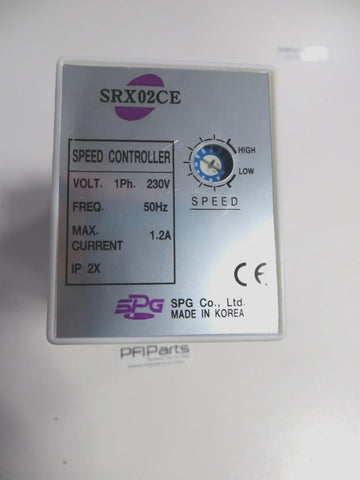 SRX02CE
SPEED CONTROLLER
VOLT. 1Ph. 230V
FREQ. 50Hz
MAX.
CURRENT 1.2A
IP 2X
HIGH
LOW
SPEED
CE
SPG SPG Co., Ltd.
MADE IN KOREA
PFIParts